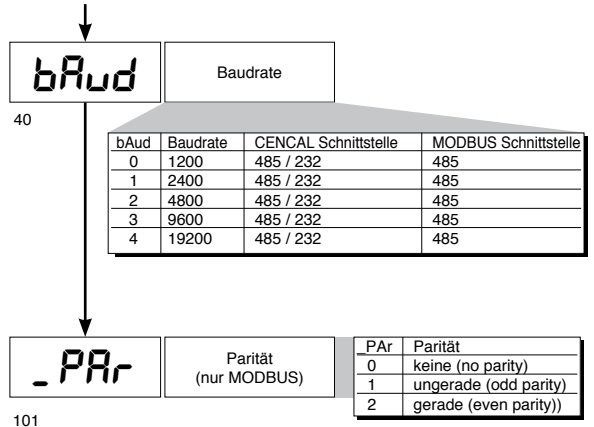 bAud
Baudrate
40
bAud Baudrate CENCAL Schnittstelle MODBUS Schnittstelle
0 1200 485 / 232 485
1 2400 485 / 232 485
2 4800 485 / 232 485
3 9600 485 / 232 485
4 19200 485 / 232 485
_PAr
Parität
(nur MODBUS)
_PAr Parität
0 keine (no parity)
1 ungerade (odd parity)
2 gerade (even parity))
101